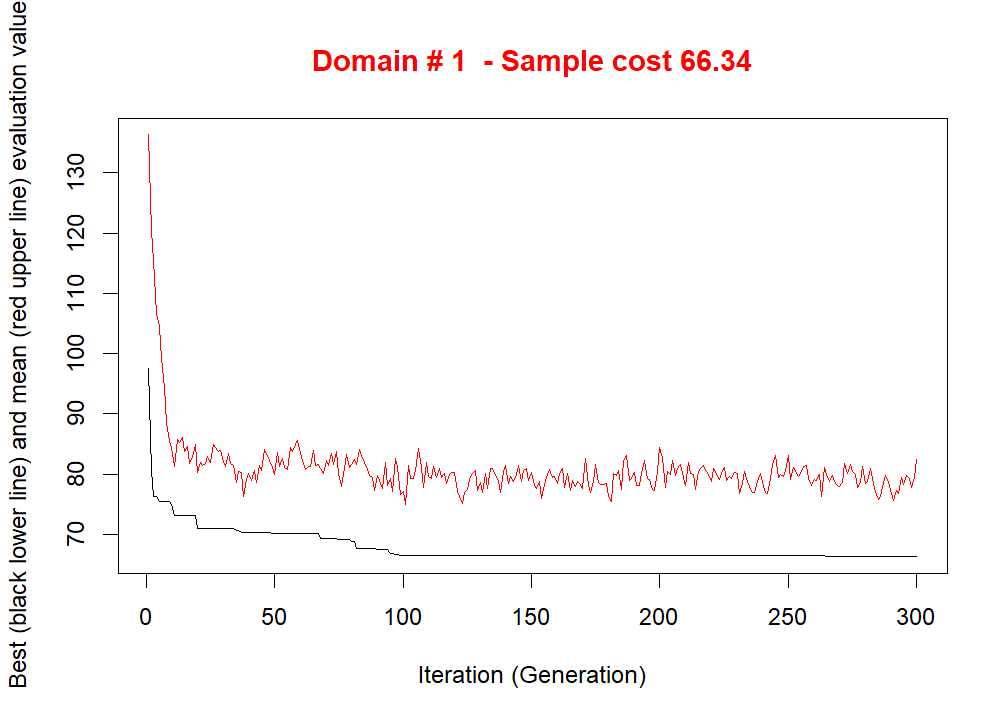 Domain # 1  - Sample cost 66.34
Best (black lower line) and mean (red upper line) evaluation value
130
120
110
100
90
80
70
0 50 100 150 200 250 300
Iteration (Generation)